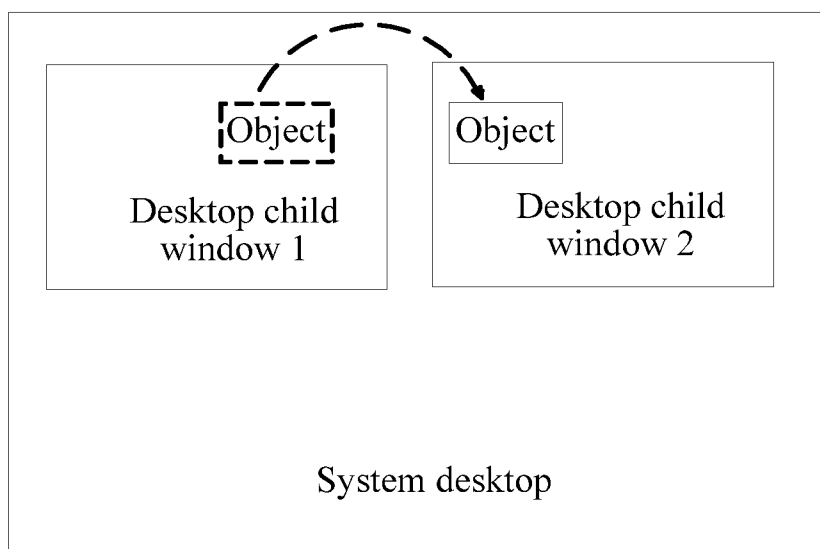 Object
Desktop child
window 1
Object
Desktop child
window 2
System desktop